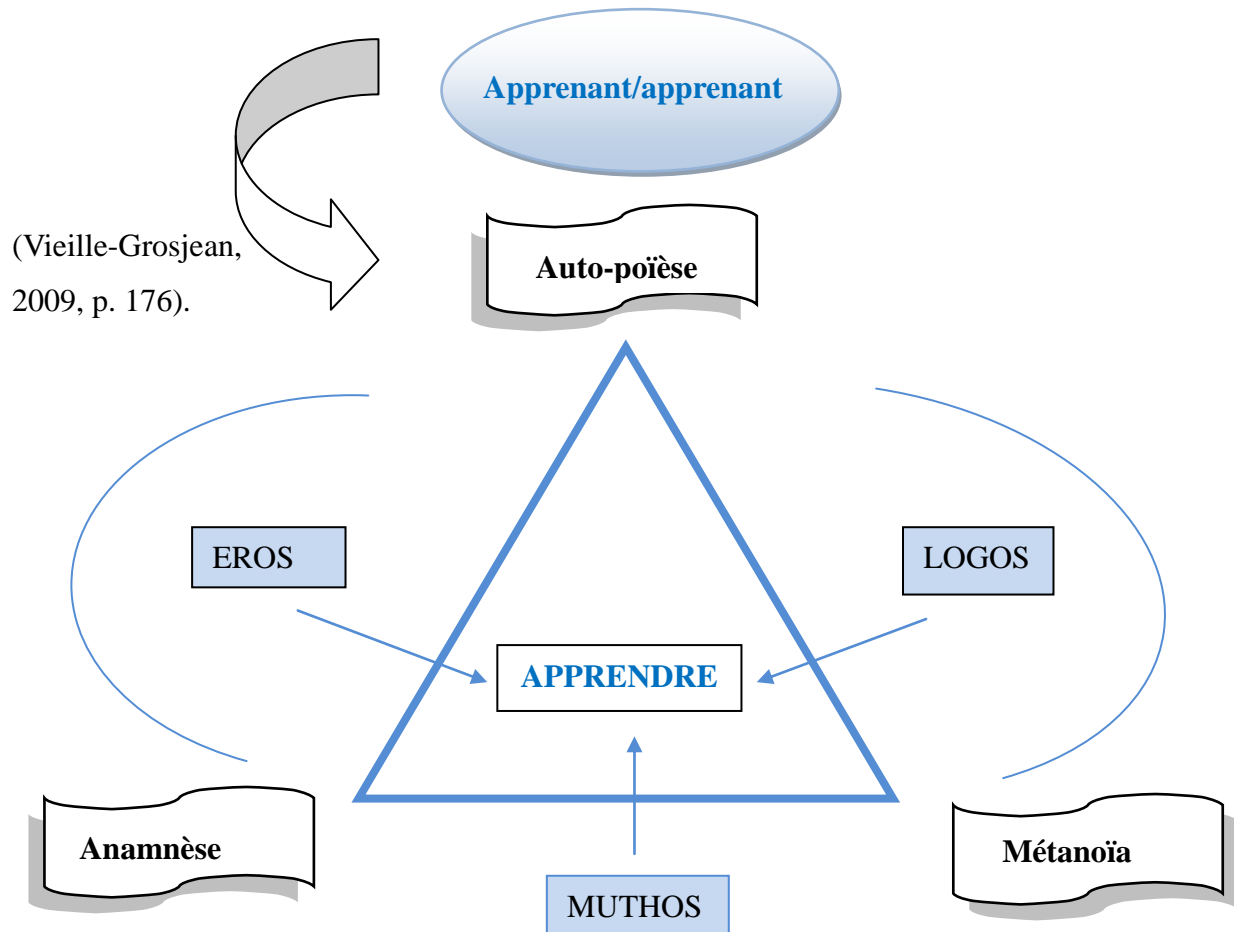 Apprenant/apprenant
(Vieille-Grosjean,
2009, p. 176).
Auto-poïèse
EROS
LOGOS
APPRENDRE
Anamnèse
Métanoïa
MUTHOS